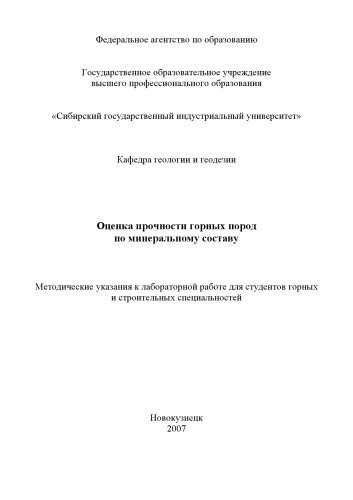 Федеральное агентство по образованию
Государственное образовательное учреждение
высшего профессионального образования
«Сибирский государственный индустриальный университет»
Кафедра геологии и геодезии
Оценка прочности горных пород
по минеральному составу
Методические указания к лабораторной работе для студентов горных
и строительных специальностей
Новокузнецк
2007